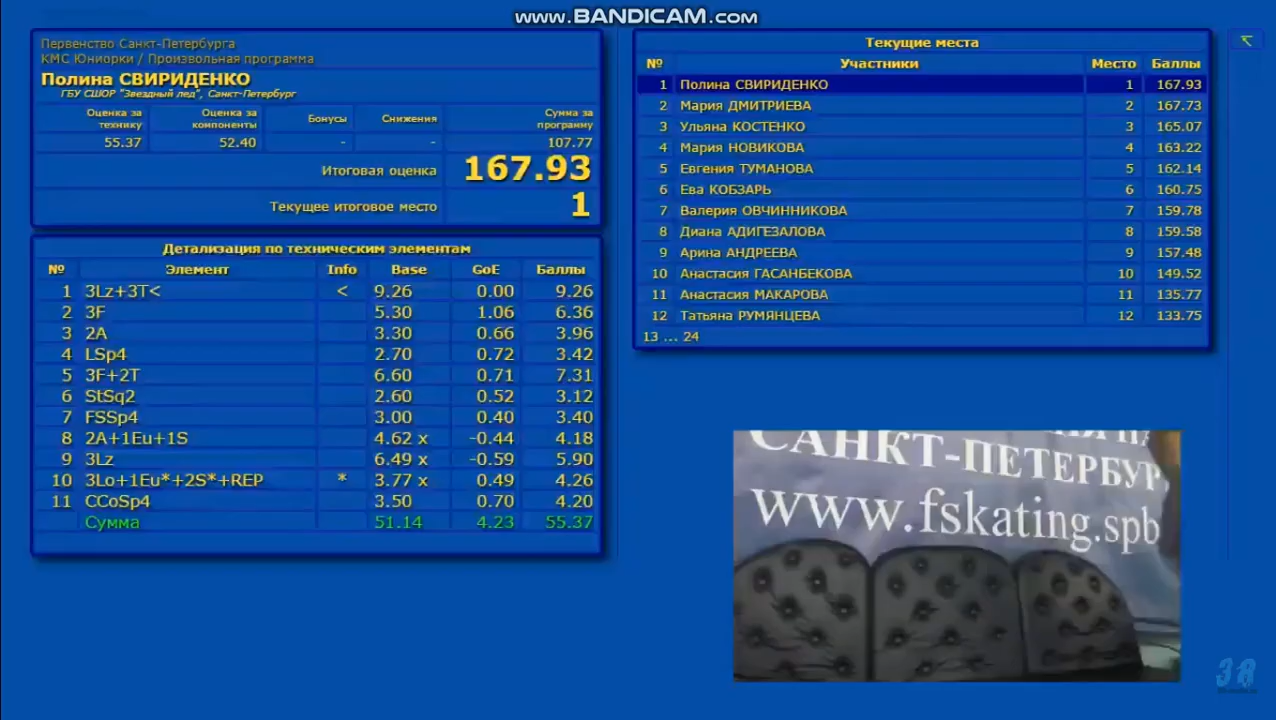 www.BANDICAM.com
Первенство Санкт-Петербурга
КМС Юниорки / Произвольная программа
Полина СВИРИДЕНКО
ГБУ СШОР "Звездный лед", Санкт-Петербург
Оценка за технику Оценка за компоненты Бонусы Снижения Сумма за программу
55.37 52.40 - - 107.77
Итоговая оценка 167.93
Текущее итоговое место 1
Детализация по техническим элементам
№ Элемент Info Base GoE Баллы
1 3Lz+3T< < 9.26 0.00 9.26
2 3F 5.30 1.06 6.36
3 2A 3.30 0.66 3.96
4 LSp4 2.70 0.72 3.42
5 3F+2T 6.60 0.71 7.31
6 StSq2 2.60 0.52 3.12
7 FSSp4 3.00 0.40 3.40
8 2A+1Eu+1S 4.62 x -0.44 4.18
9 3Lz 6.49 x -0.59 5.90
10 3Lo+1Eu*+2S*+REP * 3.77 x 0.49 4.26
11 CCoSp4 3.50 0.70 4.20
Сумма 51.14 4.23 55.37
Текущие места
№ Участники Место Баллы
1 Полина СВИРИДЕНКО 1 167.93
2 Мария ДМИТРИЕВА 2 167.73
3 Ульяна КОСТЕНКО 3 165.07
4 Мария НОВИКОВА 4 163.22
5 Евгения ТУМАНОВА 5 162.14
6 Ева КОБЗАРЬ 6 160.75
7 Валерия ОВЧИННИКОВА 7 159.78
8 Диана АДИГЕЗАЛОВА 8 159.58
9 Арина АНДРЕЕВА 9 157.48
10 Анастасия ГАСАНБЕКОВА 10 149.52
11 Анастасия МАКАРОВА 11 135.77
12 Татьяна РУМЯНЦЕВА 12 133.75
13 ... 24
САНКТ-ПЕТЕРБУР
www.fskating.spb